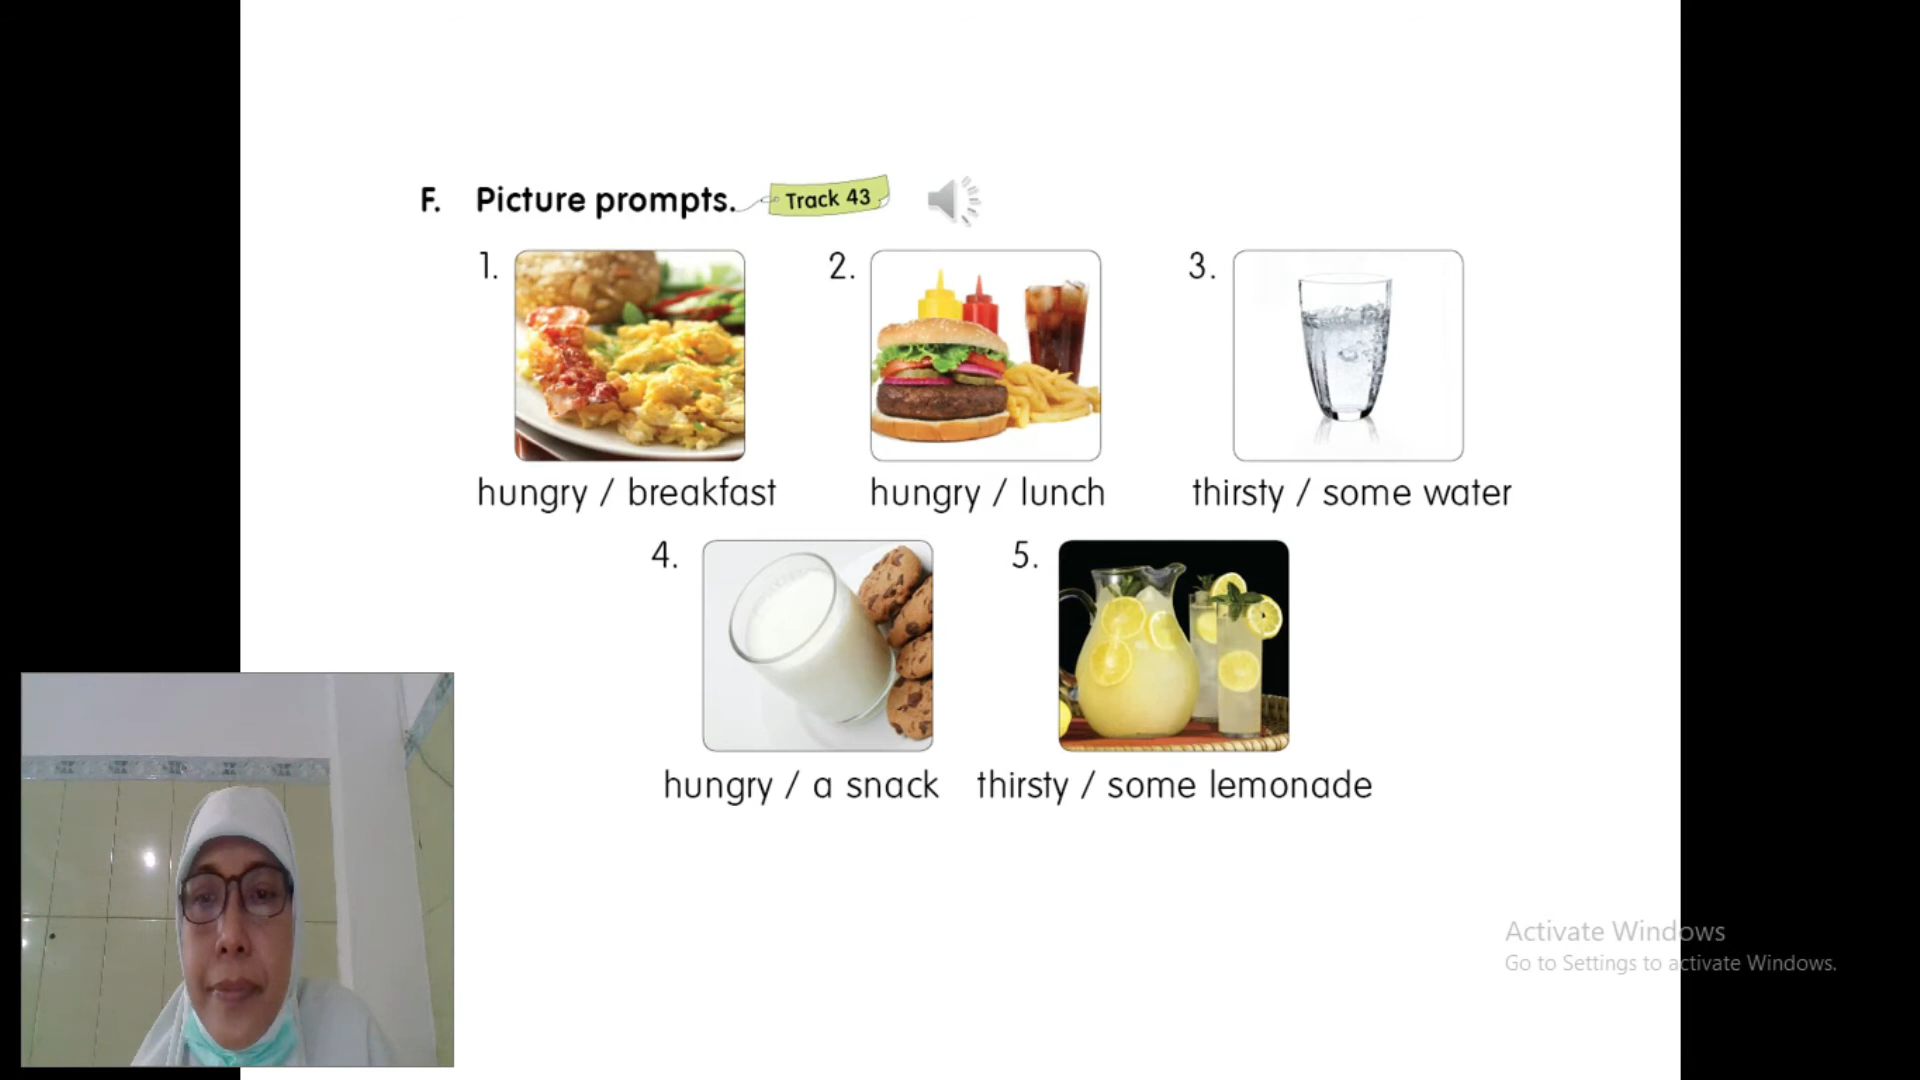 F. Picture prompts. Track 43
1. 2. 3.
hungry / breakfast hungry / lunch thirsty / some water
4. 5.
hungry / a snack thirsty / some lemonade
Activate Windows
Go to Settings to activate Windows.